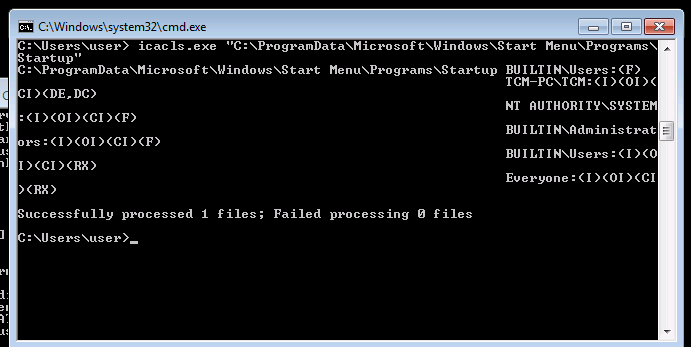 C:\Windows\system32\cmd.exe
C:\Users\user> icacls.exe "C:\ProgramData\Microsoft\Windows\Start Menu\Programs\
Startup"
C:\ProgramData\Microsoft\Windows\Start Menu\Programs\Startup BUILTIN\Users:(F)
TCM-PC\TCM:(I)(OI)(
CI)(DE,DC)
NT AUTHORITY\SYSTEM
:(I)(OI)(CI)(F)
BUILTIN\Administrat
ors:(I)(OI)(CI)(F)
BUILTIN\Users:(I)(O
I)(CI)(RX)
Everyone:(I)(OI)(CI
)(RX)
Successfully processed 1 files; Failed processing 0 files
C:\Users\user>_